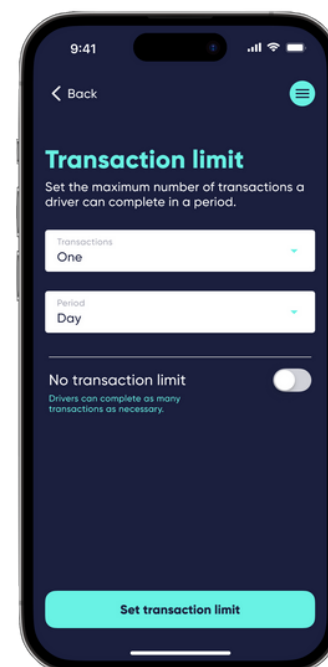 9:41
Back
Transaction limit
Set the maximum number of transactions a
driver can complete in a period.
Transactions
One
Period
Day
No transaction limit
Drivers can complete as many
transactions as necessary.
Set transaction limit